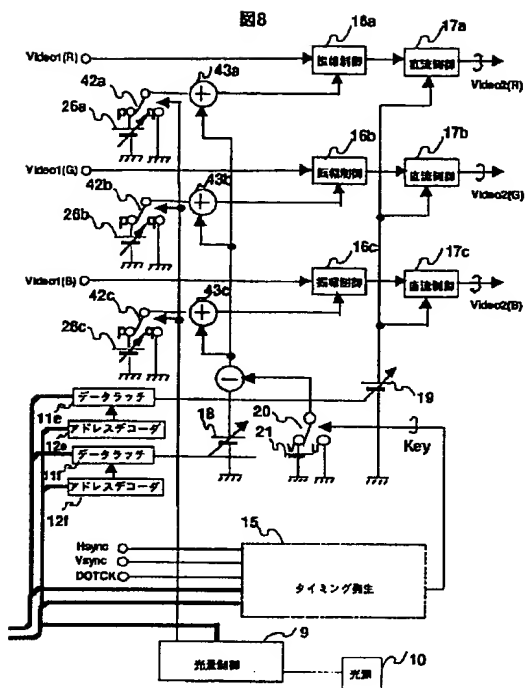 図8
16a
17a
Video1(R)
振幅制御
直流制御
Video2(R)
42a
43a
+
26a
16b
17b
Video1(G)
振幅制御
直流制御
Video2(G)
42b
43b
+
26b
16c
17c
Video1(B)
振幅制御
直流制御
Video2(B)
42c
43c
+
26c
−
19
データラッチ
11e
18
20
アドレスデコーダ
12e
21
Key
データラッチ
11f
アドレスデコーダ
12f
Hsync
Vsync
DOTCK
15
タイミング発生
9
光量制御
光源
10